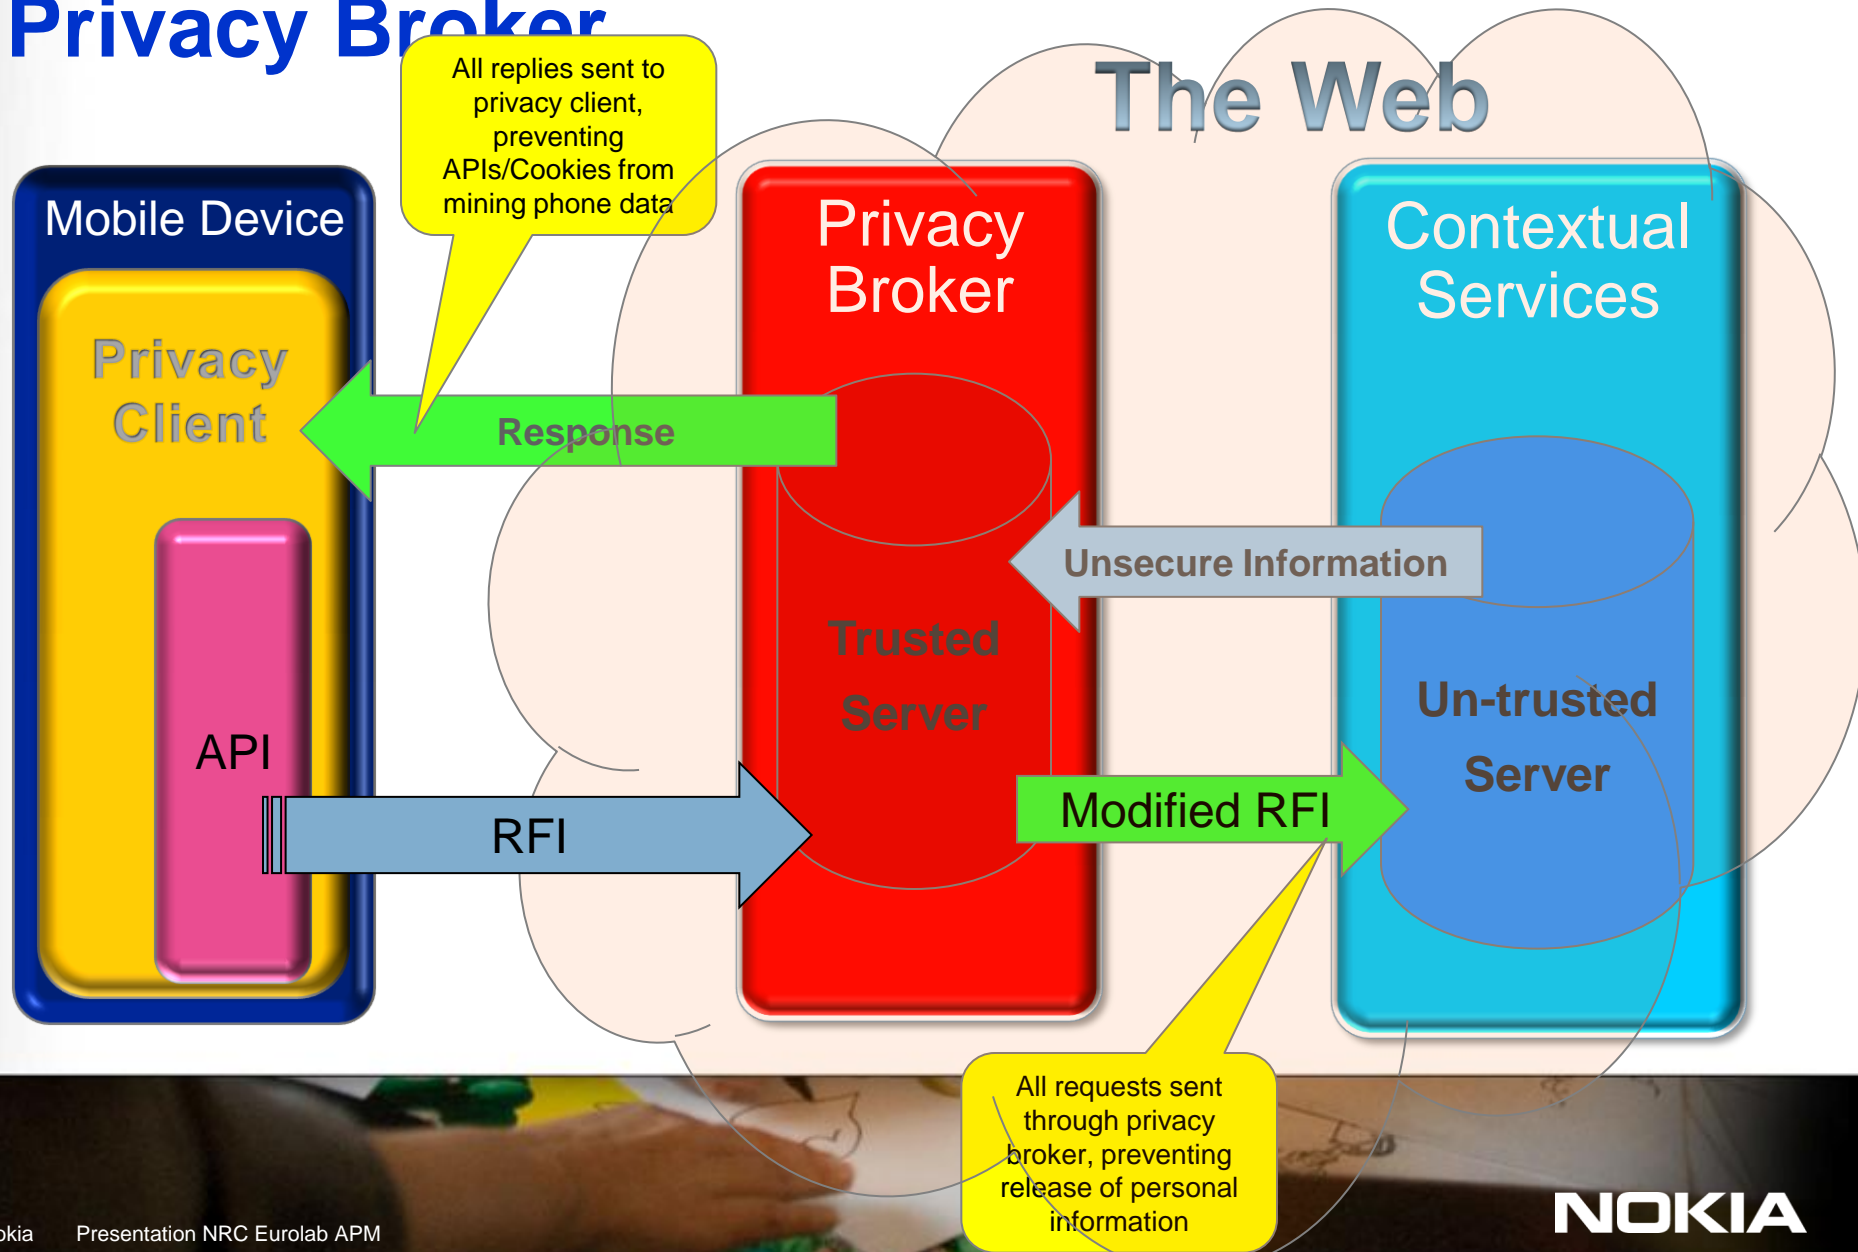 Privacy Broker
All replies sent to
privacy client,
preventing
APIs/Cookies from
mining phone data
The Web
Mobile Device
Privacy
Client
API
Privacy
Broker
Contextual
Services
Response
Unsecure Information
Trusted
Server
Un-trusted
Server
RFI
Modified RFI
All requests sent
through privacy
broker, preventing
release of personal
information
okia Presentation NRC Eurolab APM
NOKIA